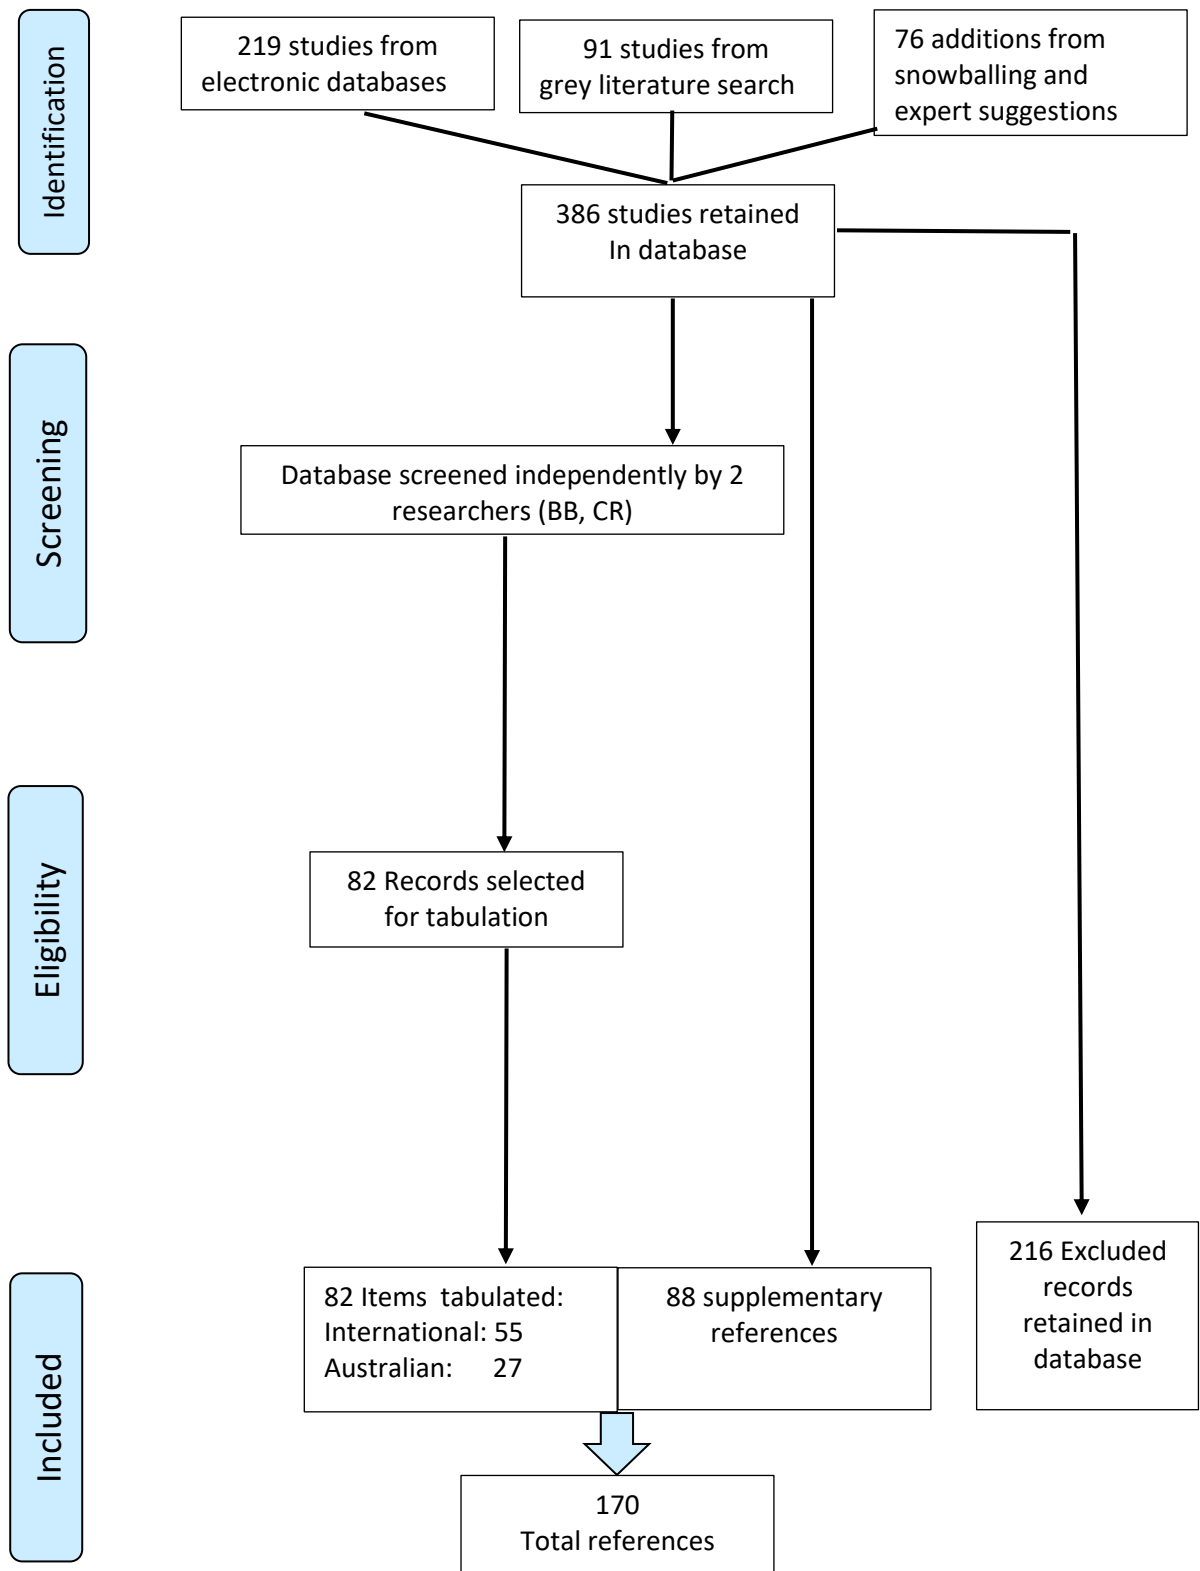 Identification
219 studies from
electronic databases
91 studies from
grey literature search
76 additions from
snowballing and
expert suggestions
386 studies retained
In database
Screening
Database screened independently by 2
researchers (BB, CR)
Eligibility
82 Records selected
for tabulation
Included
82 Items tabulated:
International: 55
Australian: 27
88 supplementary
references
216 Excluded
records
retained in
database
170
Total references